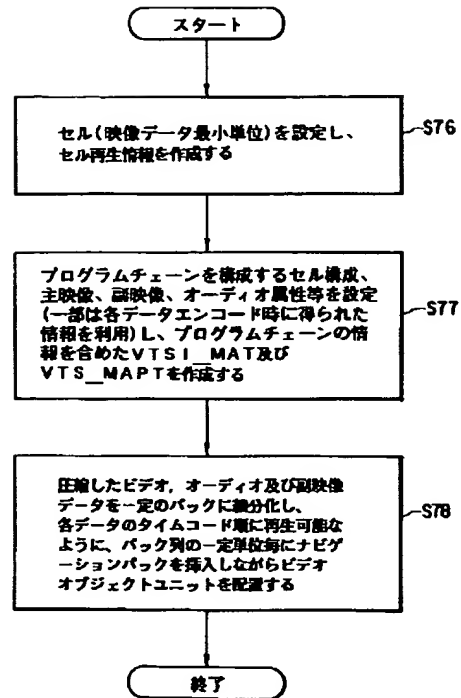 スタート
セル(映像データ最小単位)を設定し、
セル再生情報を作成する
S76
プログラムチェーンを構成するセル構成、
主映像、副映像、オーディオ属性等を設定
(一部は各データエンコード時に得られた
情報を利用)し、プログラムチェーンの情
報を含めたVTSI_MAT及び
VTS_MAPTを作成する
S77
圧縮したビデオ,オーディオ及び副映像
データを一定のパックに細分化し、
各データのタイムコード順に再生可能な
ように、パック列の一定単位毎にナビゲ
ーションパックを挿入しながらビデオ
オブジェクトユニットを配置する
S78
終了